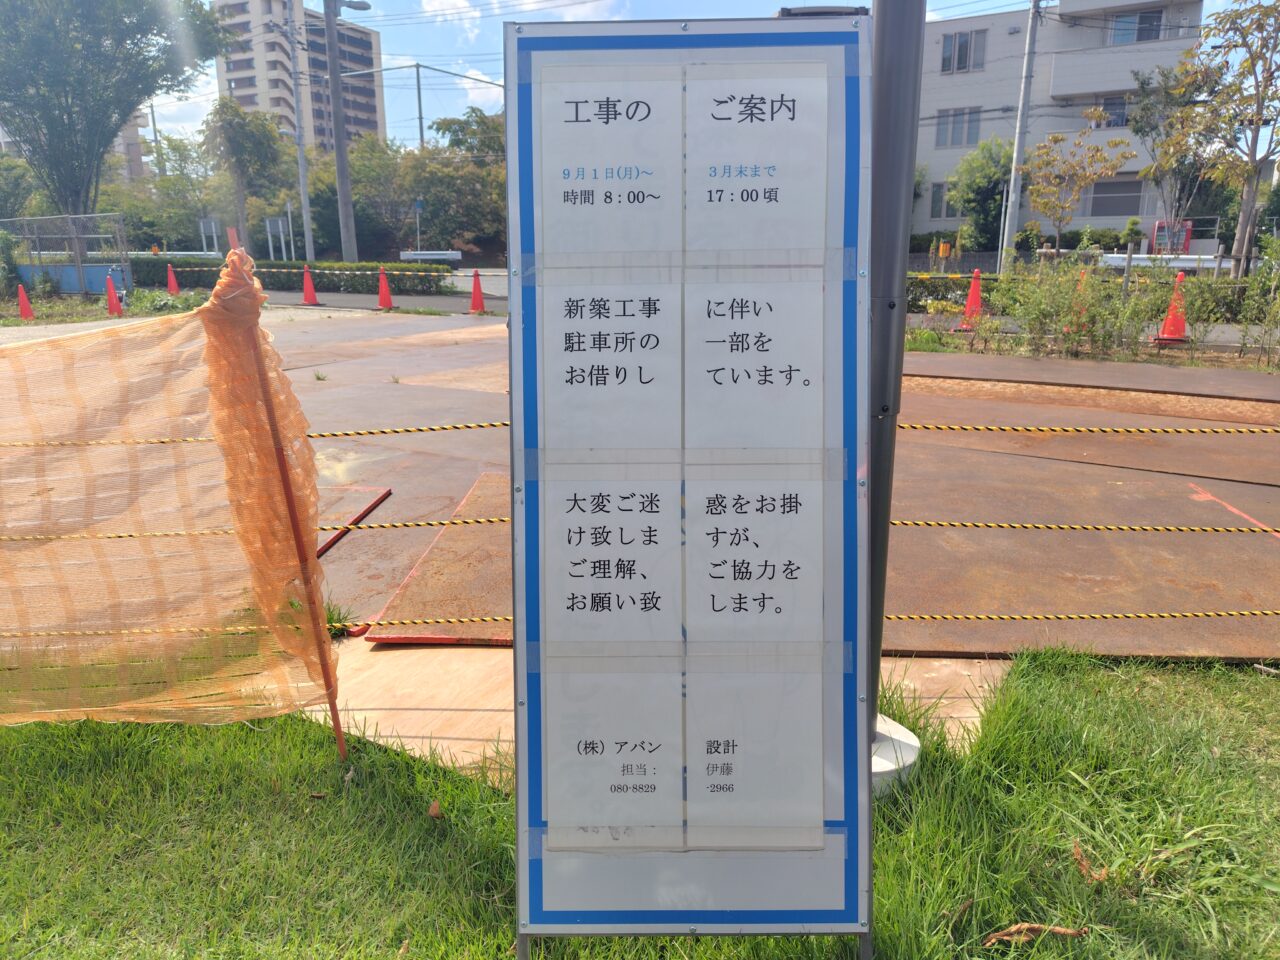 工事のご案内
9月1日(月)～3月末まで
時間 8:00～17:00頃
新築工事に伴い
駐車所の一部を
お借りしています。
大変ご迷惑をお掛
け致しますが、
ご理解、ご協力を
お願い致します。
（株）アバン設計
担当：伊藤
080-8829-2966